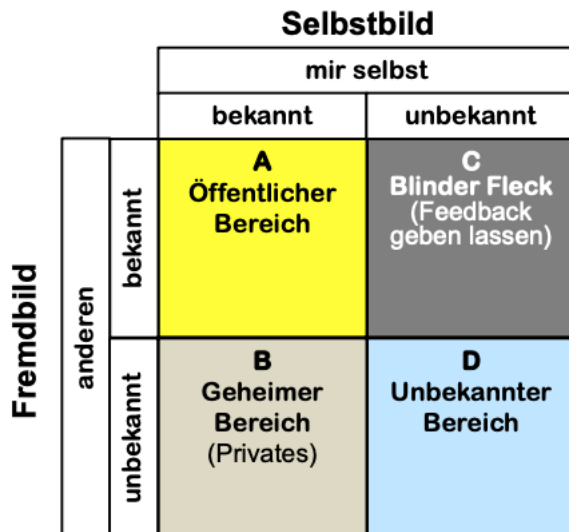 Selbstbild
mir selbst
bekannt
unbekannt
Fremdbild
anderen
bekannt
A
Öffentlicher
Bereich
C
Blinder Fleck
(Feedback
geben lassen)
unbekannt
B
Geheimer
Bereich
(Privates)
D
Unbekannter
Bereich